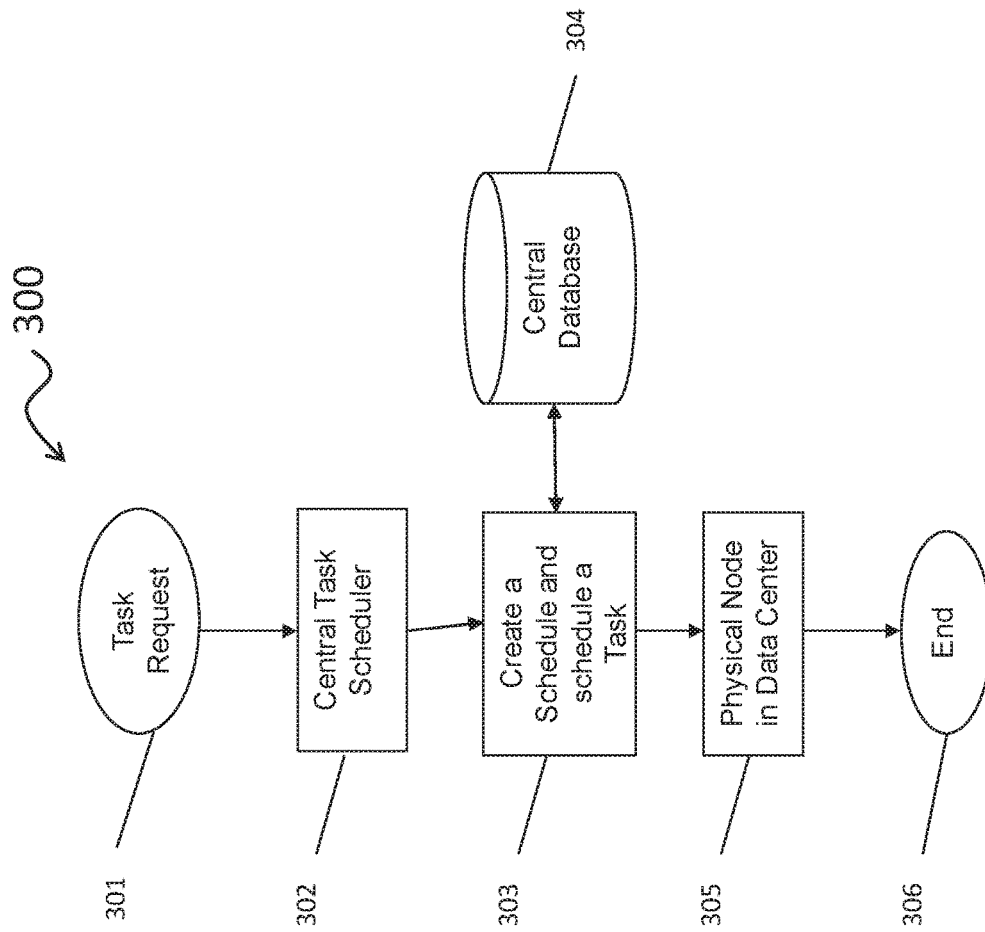 300
301
Task
Request
302
Central Task
Scheduler
303
Create a
Schedule and
schedule a
Task
304
Central
Database
305
Physical Node
in Data Center
306
End